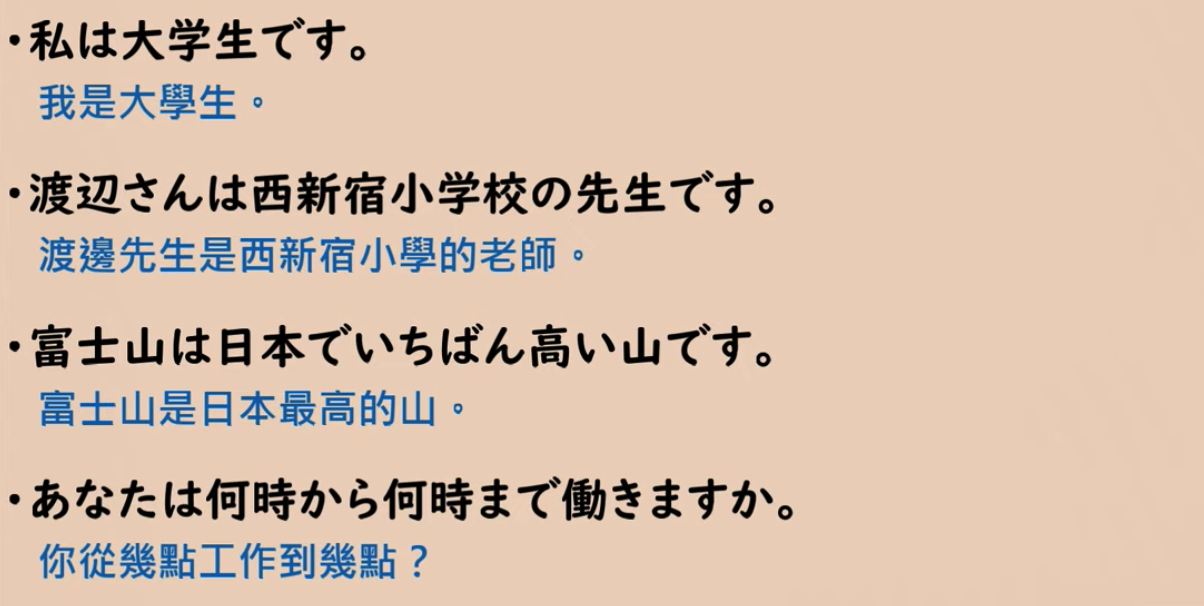 ・私は大学生です。
我是大學生。
・渡辺さんは西新宿小学校の先生です。
渡邊先生是西新宿小學的老師。
・富士山は日本でいちばん高い山です。
富士山是日本最高的山。
・あなたは何時から何時まで働きますか。
你從幾點工作到幾點？